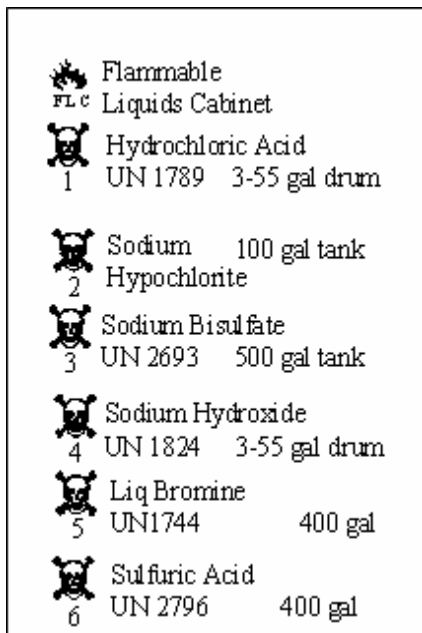 Flammable
FL C Liquids Cabinet
Hydrochloric Acid
1 UN 1789 3-55 gal drum
Sodium 100 gal tank
2 Hypochlorite
Sodium Bisulfate
3 UN 2693 500 gal tank
Sodium Hydroxide
4 UN 1824 3-55 gal drum
Liq Bromine
5 UN1744 400 gal
Sulfuric Acid
6 UN 2796 400 gal